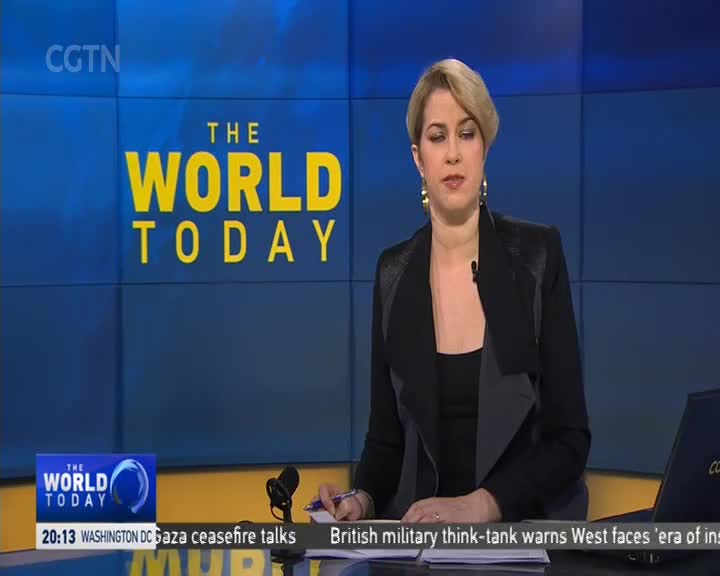 CGTN
THE
WORLD
TODAY
THE
WORLD
TODAY
20:13 WASHINGTON DC
Gaza ceasefire talks British military think-tank warns West faces 'era of ins